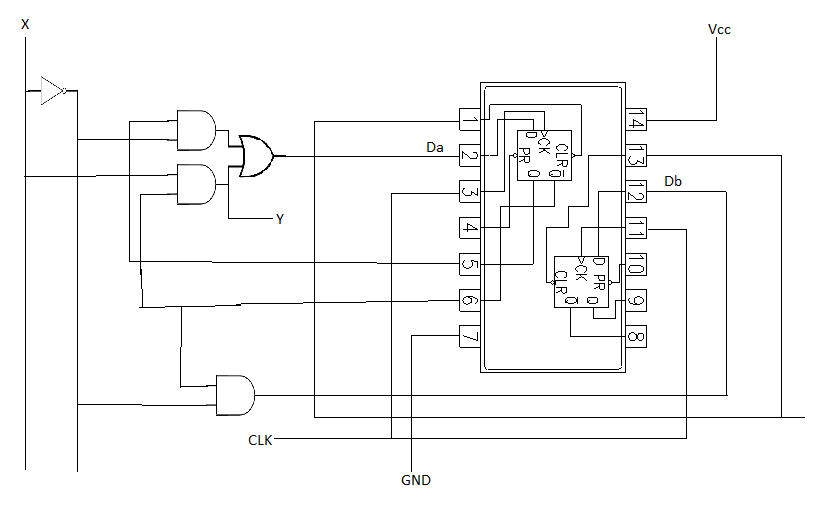 X
Vcc
1
14
Da
2
13
D
CK
PR
CLR
Q
Q
3
12
Db
Y
4
11
5
10
D
CK
PR
CLR
Q
Q
6
9
7
8
CLK
GND